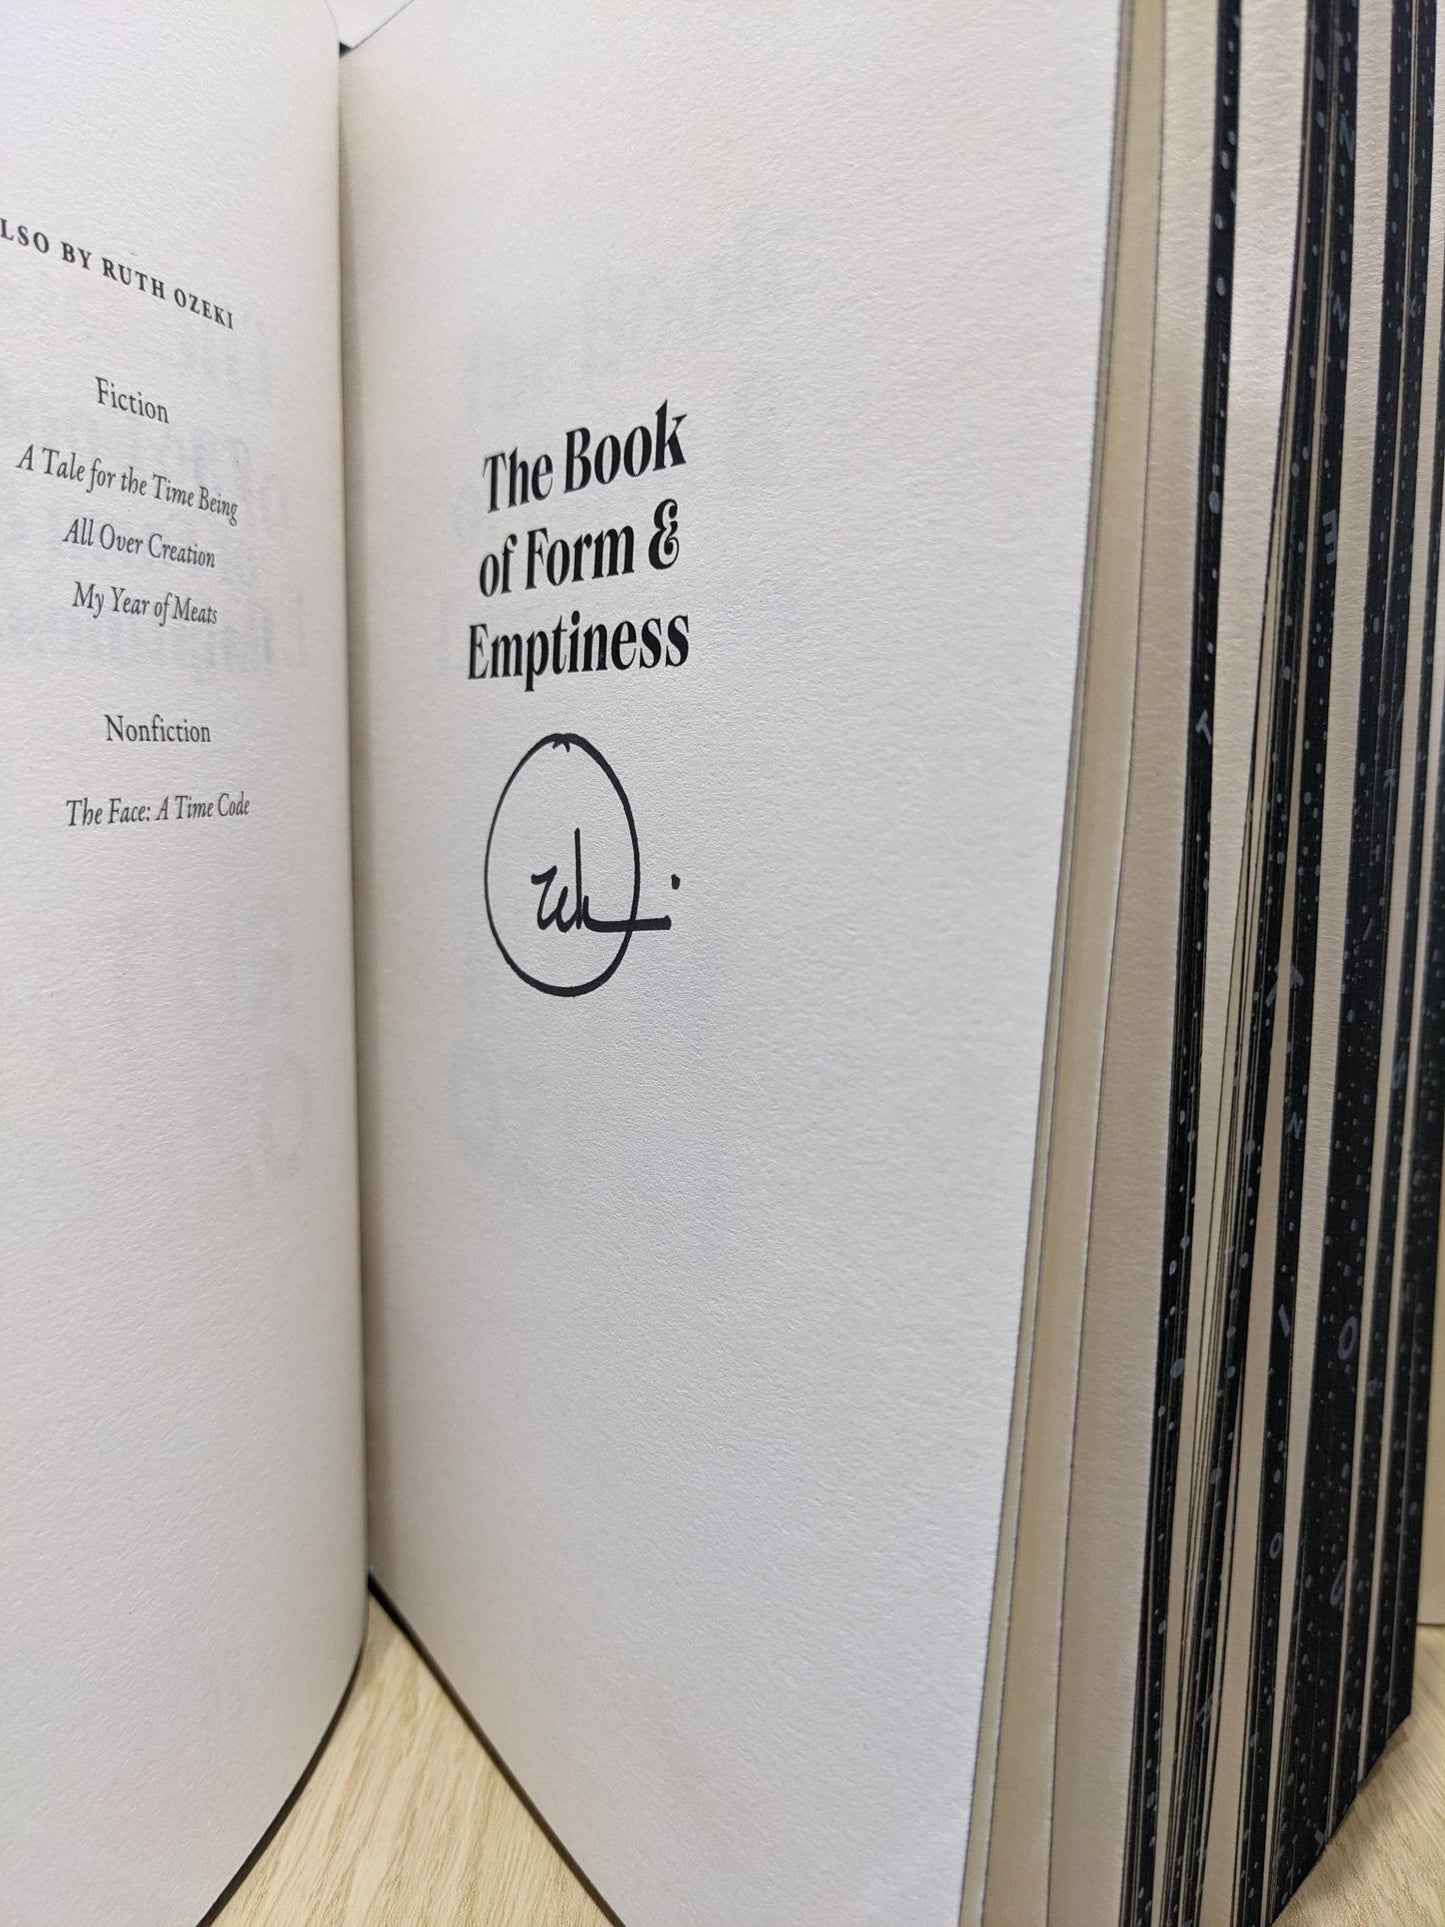 LSO BY RUTH OZEKI
Fiction
A Tale for the Time Being
All Over Creation
My Year of Meats
Nonfiction
The Face: A Time Code
The Book
of Form &
Emptiness
Ozeki